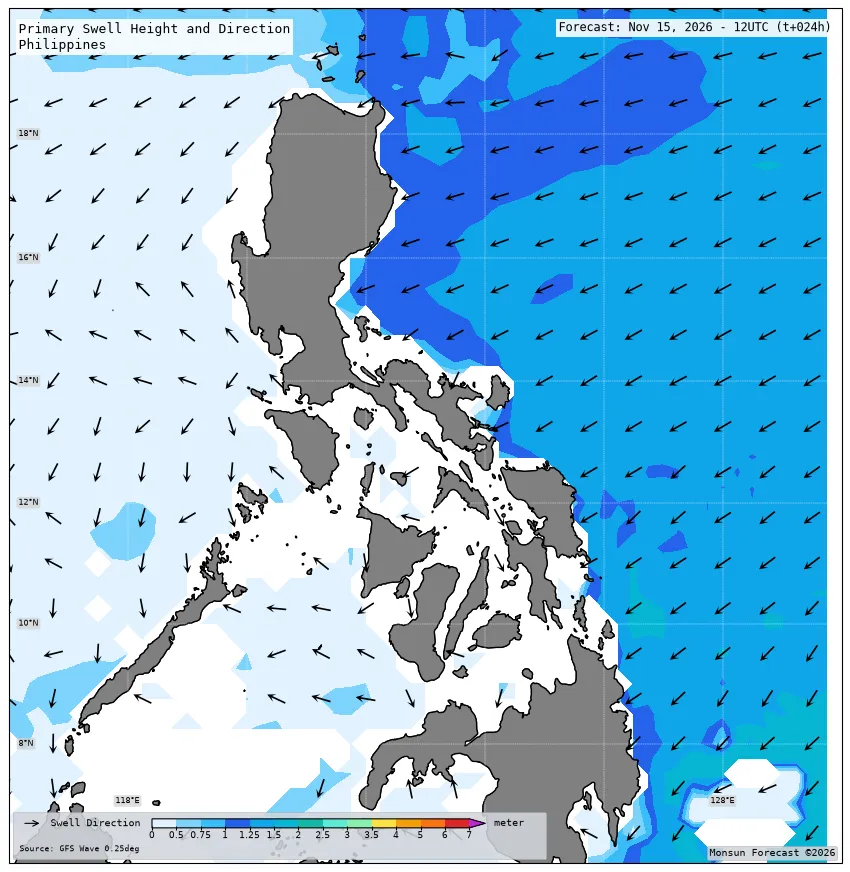 Primary Swell Height and Direction
Philippines
Forecast: Nov 15, 2026 - 12UTC (t+024h)
18°N
16°N
14°N
12°N
10°N
8°N
118°E
128°E
Swell Direction
0 0.5 0.75 1 1.25 1.5 2 2.5 3 3.5 4 5 6 7
meter
Source: GFS Wave 0.25deg
Monsun Forecast ©2026